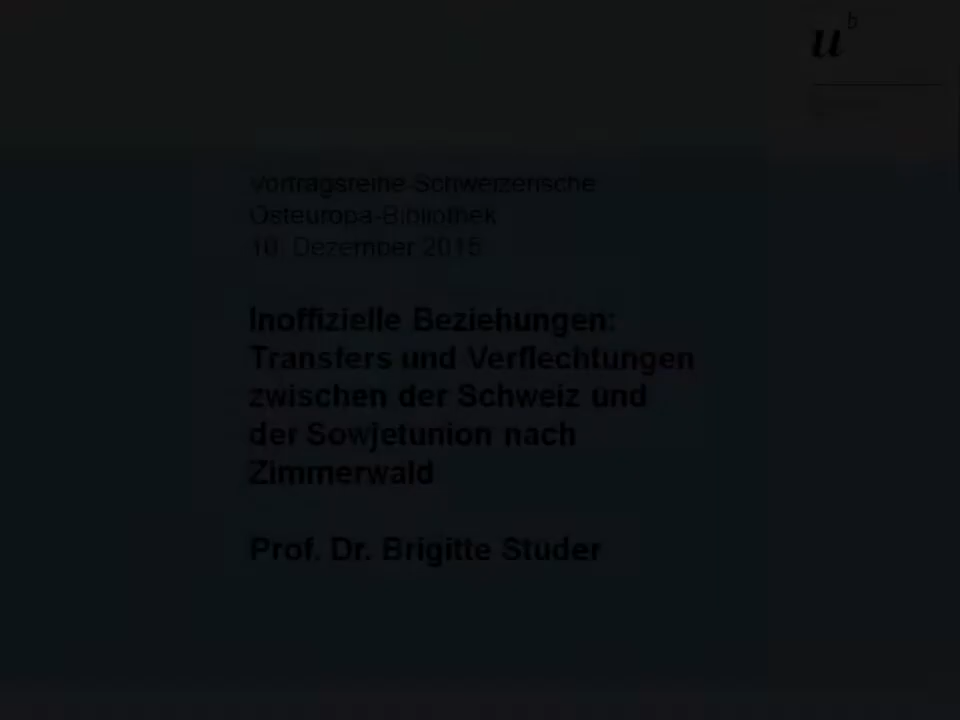 u
b
Vortragsreihe Schweizerische
Osteuropa-Bibliothek
10. Dezember 2015
Inoffizielle Beziehungen:
Transfers und Verflechtungen
zwischen der Schweiz und
der Sowjetunion nach
Zimmerwald
Prof. Dr. Brigitte Studer